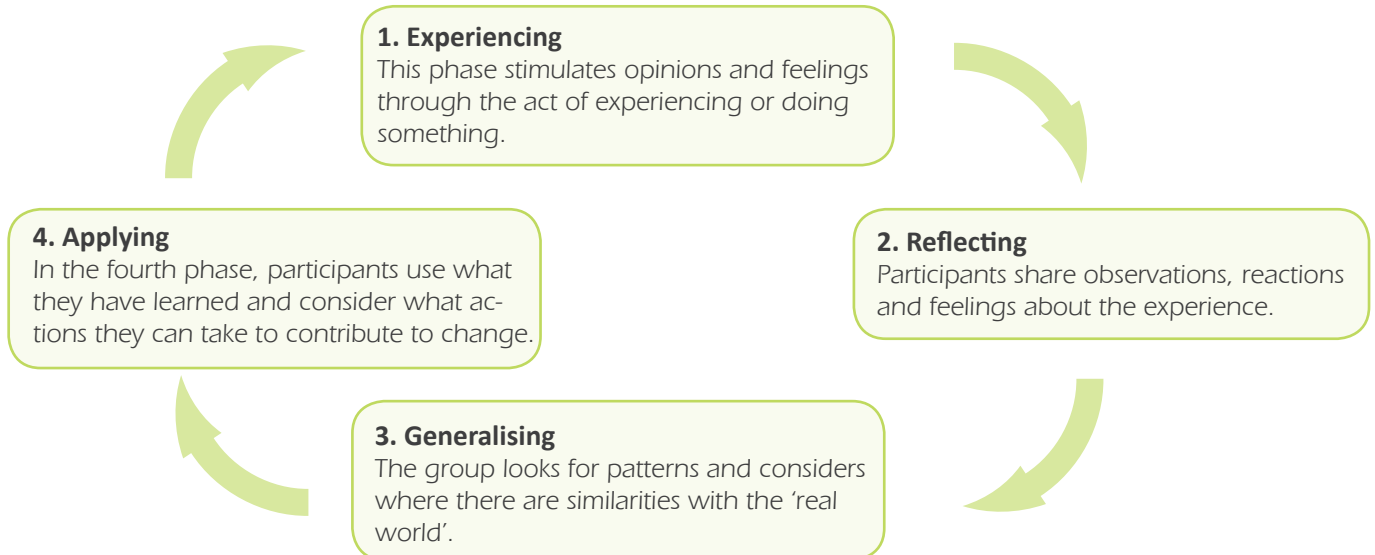 1. Experiencing
This phase stimulates opinions and feelings
through the act of experiencing or doing
something.
2. Reflecting
Participants share observations, reactions
and feelings about the experience.
3. Generalising
The group looks for patterns and considers
where there are similarities with the ‘real
world’.
4. Applying
In the fourth phase, participants use what
they have learned and consider what ac-
tions they can take to contribute to change.